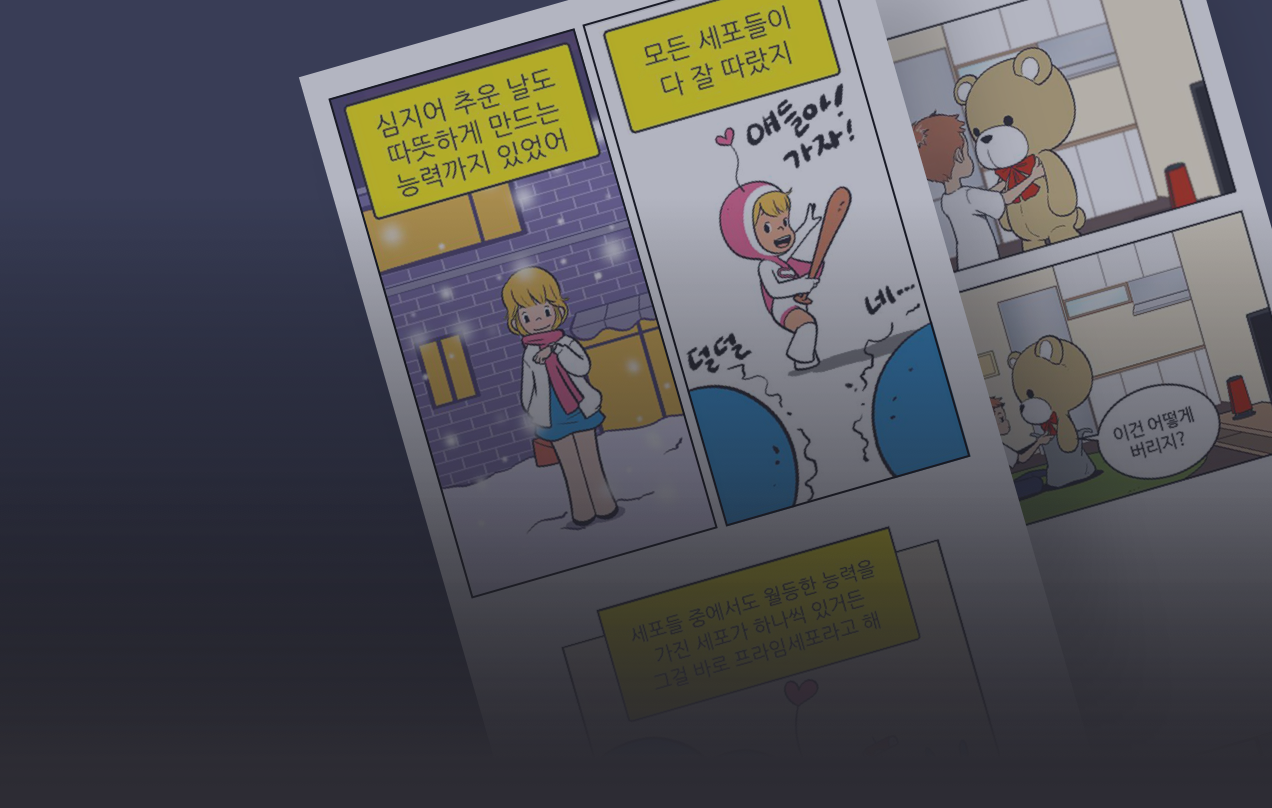 심지어 추운 날도
따뜻하게 만드는
능력까지 있었어
모든 세포들이
다 잘 따랐지
얘들아!
가자!
네…
덜덜
세포들 중에서도 월등한 능력을
가진 세포가 하나씩 있거든
그걸 바로 프라임세포라고 해
이건 어떻게
버리지?